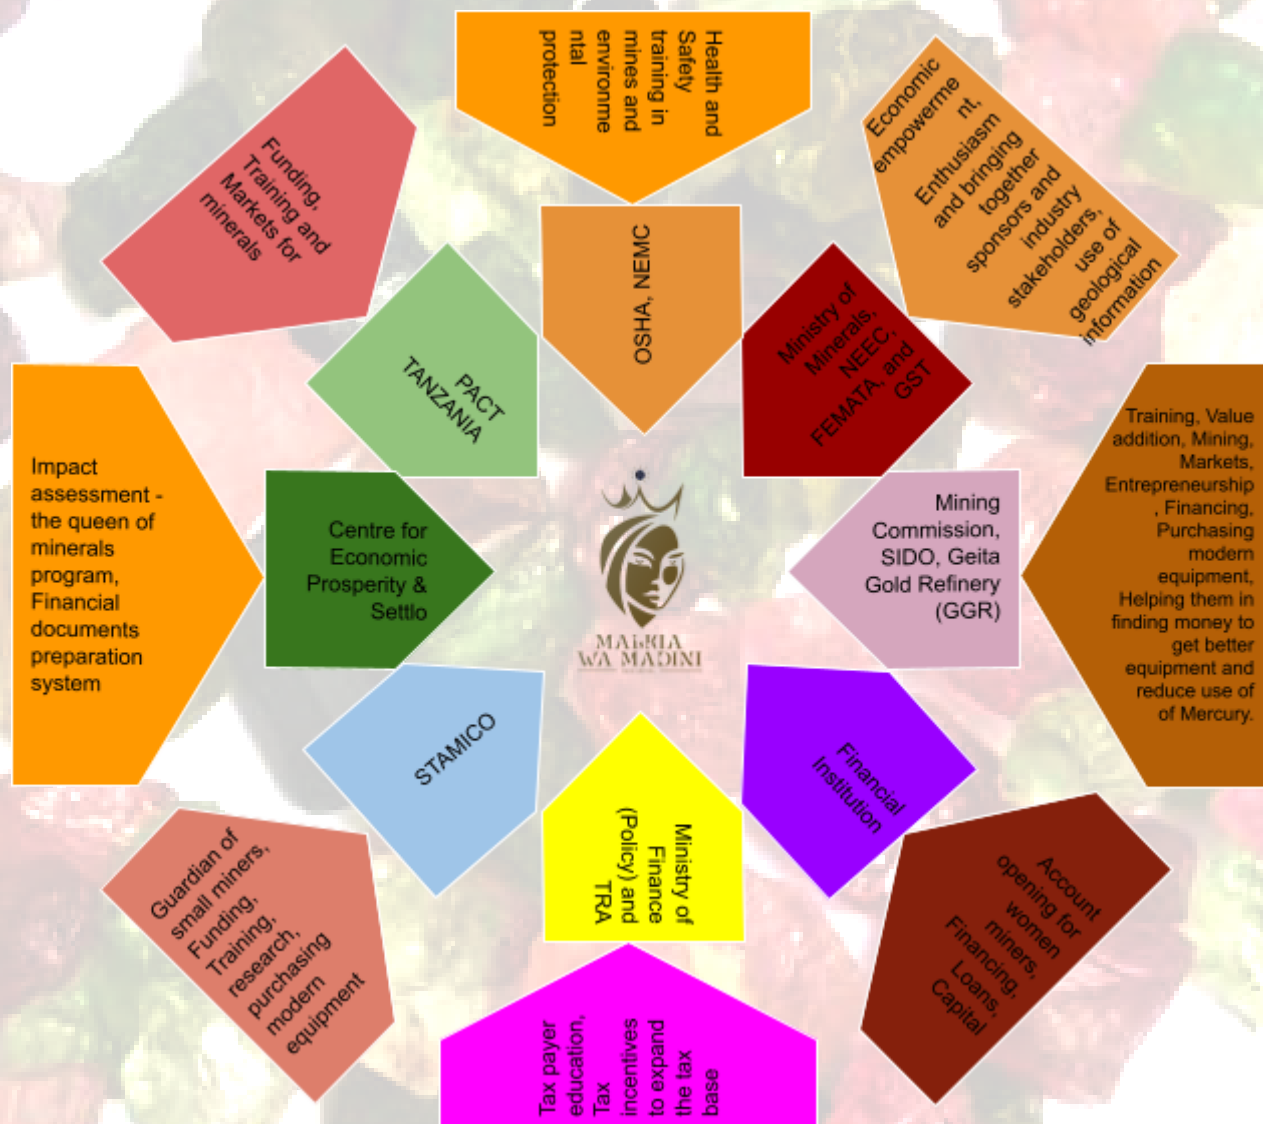 Health and
Safety
training in
mines and
environme
ntal
protection
OSHA, NEMC
Economic
empowerme
nt,
Enthusiasm
and bringing
together
sponsors and
industry
stakeholders,
use of
geological
information
Ministry of
Minerals,
NEEC,
FEMATA, and
GST
Training, Value
addition, Mining,
Markets,
Entrepreneurship
, Financing,
Purchasing
modern
equipment,
Helping them in
finding money to
get better
equipment and
reduce use of
of Mercury.
Mining
Commission,
SIDO, Geita
Gold Refinery
(GGR)
Account
opening for
women
miners,
Financing,
Loans,
Capital
Financial
Institution
Tax payer
education,
Tax
incentives
to expand
the tax
base
Ministry of
Finance
(Policy) and
TRA
Guardian of
small miners,
Funding,
Training,
research,
purchasing
modern
equipment
STAMICO
Impact
assessment -
the queen of
minerals
program,
Financial
documents
preparation
system
Centre for
Economic
Prosperity &
Settlo
Funding,
Training and
Markets for
minerals
PACT
TANZANIA
MALKIA
WA MADINI